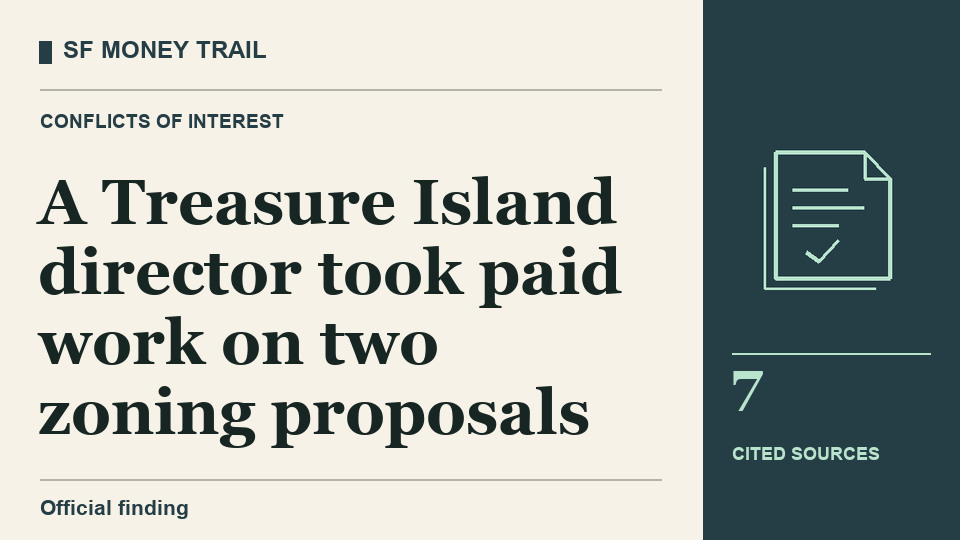 SF MONEY TRAIL
CONFLICTS OF INTEREST
A Treasure Island
director took paid
work on two
zoning proposals
Official finding
7
CITED SOURCES